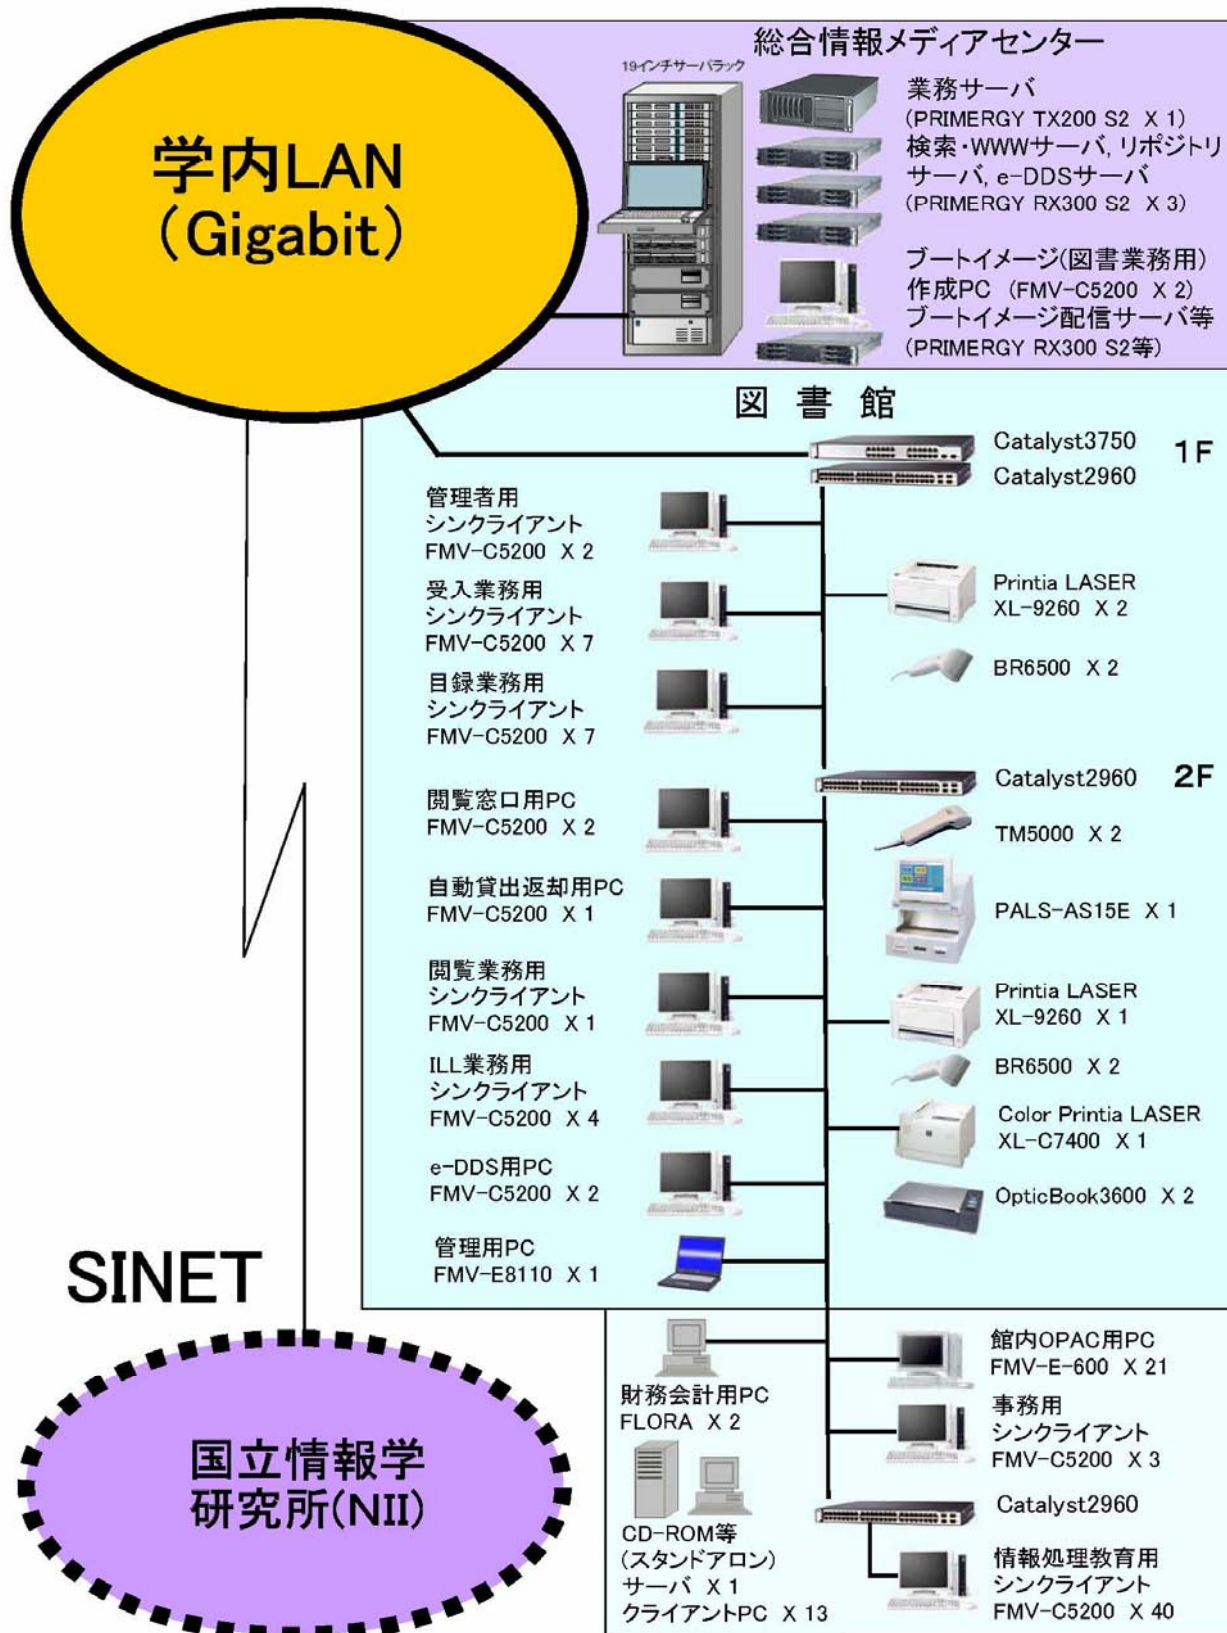 学内LAN
(Gigabit)
総合情報メディアセンター
19インチサーバラック
業務サーバ
(PRIMERGY TX200 S2 X 1)
検索・WWWサーバ, リポジトリ
サーバ, e-DDSサーバ
(PRIMERGY RX300 S2 X 3)
ブートイメージ(図書業務用)
作成PC (FMV-C5200 X 2)
ブートイメージ配信サーバ等
(PRIMERGY RX300 S2等)
図 書 館
Catalyst3750
1F
Catalyst2960
管理者用
シンクライアント
FMV-C5200 X 2
Printia LASER
XL-9260 X 2
受入業務用
シンクライアント
FMV-C5200 X 7
BR6500 X 2
目録業務用
シンクライアント
FMV-C5200 X 7
Catalyst2960
2F
閲覧窓口用PC
FMV-C5200 X 2
TM5000 X 2
自動貸出返却用PC
FMV-C5200 X 1
PALS-AS15E X 1
閲覧業務用
シンクライアント
FMV-C5200 X 1
Printia LASER
XL-9260 X 1
ILL業務用
シンクライアント
FMV-C5200 X 4
BR6500 X 2
Color Printia LASER
XL-C7400 X 1
e-DDS用PC
FMV-C5200 X 2
OpticBook3600 X 2
管理用PC
FMV-E8110 X 1
SINET
国立情報学
研究所(NII)
財務会計用PC
FLORA X 2
館内OPAC用PC
FMV-E-600 X 21
事務用
シンクライアント
FMV-C5200 X 3
CD-ROM等
(スタンドアロン)
サーバ X 1
クライアントPC X 13
Catalyst2960
情報処理教育用
シンクライアント
FMV-C5200 X 40